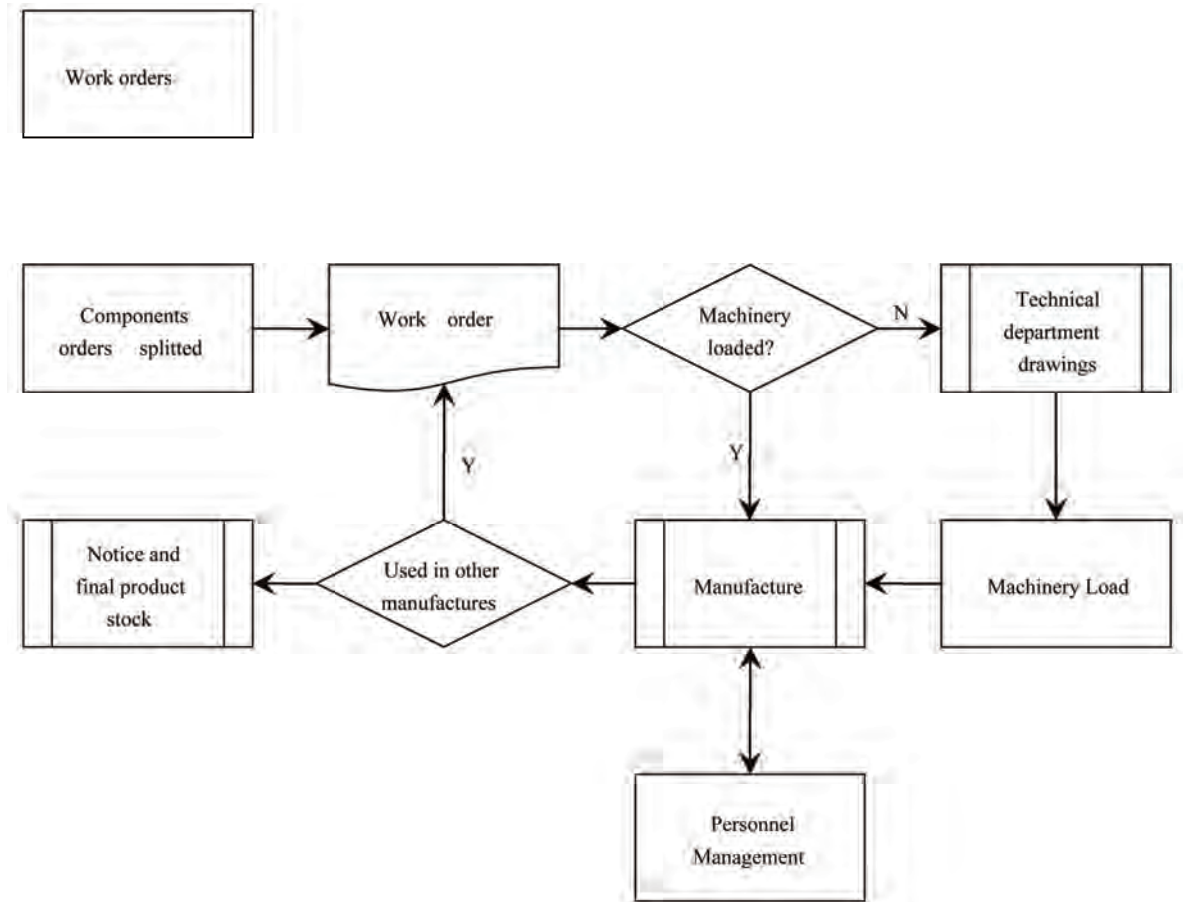 Work orders
Components
orders splitted
Work order
Machinery
loaded?
N
Technical
department
drawings
Y
Y
Notice and
final product
stock
Used in other
manufactures
Manufacture
Machinery Load
Personnel
Management